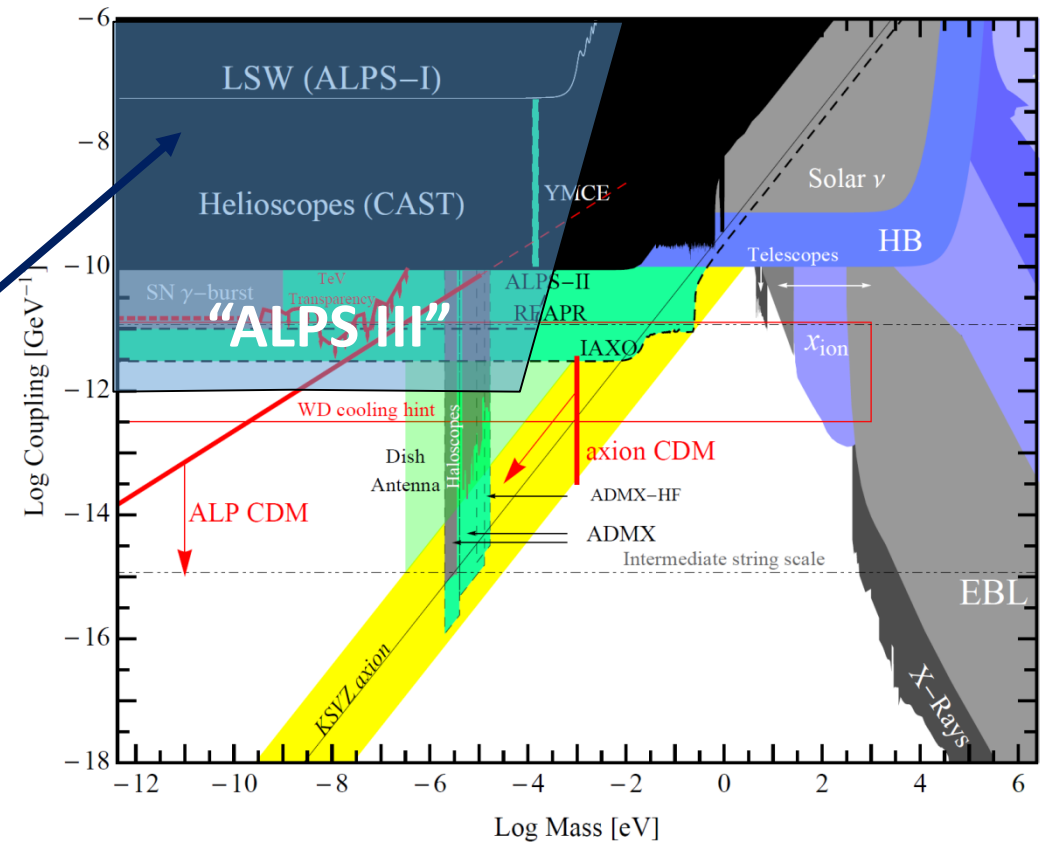 −6
−8
−10
−12
−14
−16
−18
Log Coupling [GeV⁻¹]
LSW (ALPS−I)
Helioscopes (CAST)
YMCE
Solar ν
HB
Telescopes
SN γ−burst
TeV
Transparency
ALPS−II
REAPR
“ALPS III”
IAXO
x_ion
WD cooling hint
Haloscopes
Dish
Antenna
axion CDM
ADMX−HF
ALP CDM
ADMX
Intermediate string scale
EBL
KSVZ axion
X−Rays
−12 −10 −8 −6 −4 −2 0 2 4 6
Log Mass [eV]